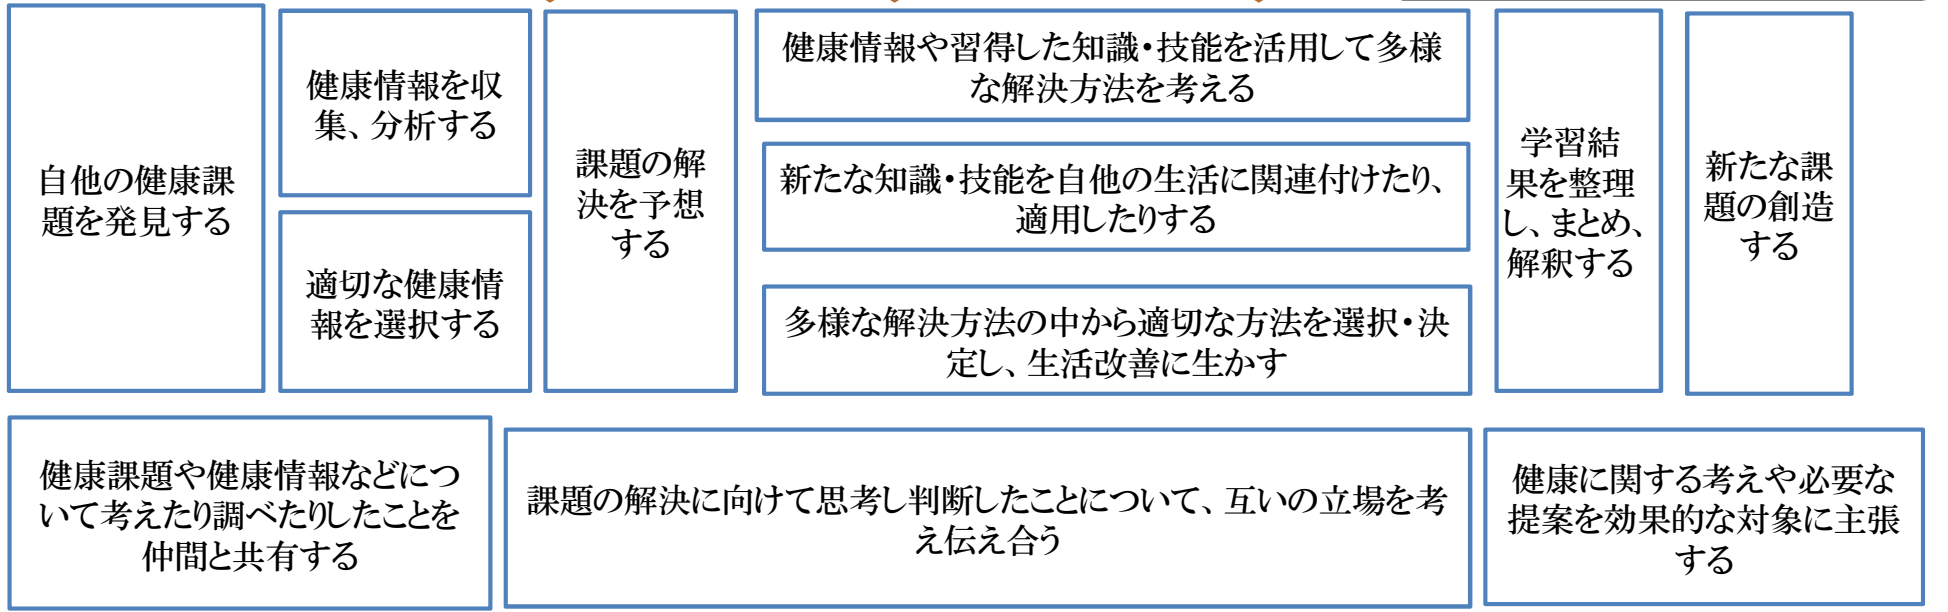 自他の健康課
題を発見する
健康情報を収
集、分析する
適切な健康情
報を選択する
課題の解
決を予想
する
健康情報や習得した知識・技能を活用して多様
な解決方法を考える
新たな知識・技能を自他の生活に関連付けたり、
適用したりする
多様な解決方法の中から適切な方法を選択・決
定し、生活改善に生かす
学習結
果を整理
し、まとめ、
解釈する
新たな課
題の創造
する
健康課題や健康情報などにつ
いて考えたり調べたりしたことを
仲間と共有する
課題の解決に向けて思考し判断したことについて、互いの立場を考
え伝え合う
健康に関する考えや必要な
提案を効果的な対象に主張
する